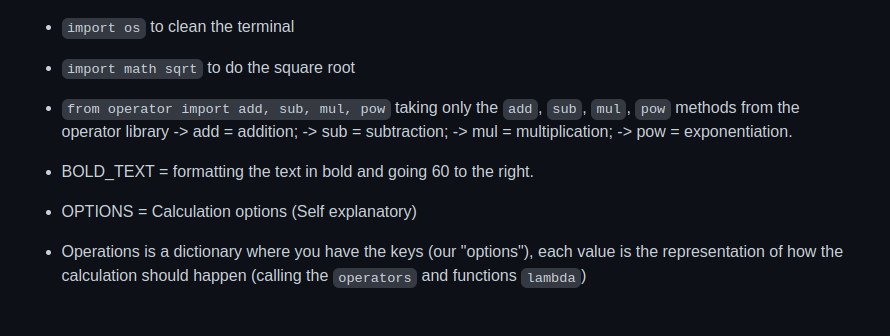 import os to clean the terminal
import math sqrt to do the square root
from operator import add, sub, mul, pow taking only the add, sub, mul, pow methods from the
operator library -> add = addition; -> sub = subtraction; -> mul = multiplication; -> pow = exponentiation.
BOLD_TEXT = formatting the text in bold and going 60 to the right.
OPTIONS = Calculation options (Self explanatory)
Operations is a dictionary where you have the keys (our "options"), each value is the representation of how the
calculation should happen (calling the operators and functions lambda)